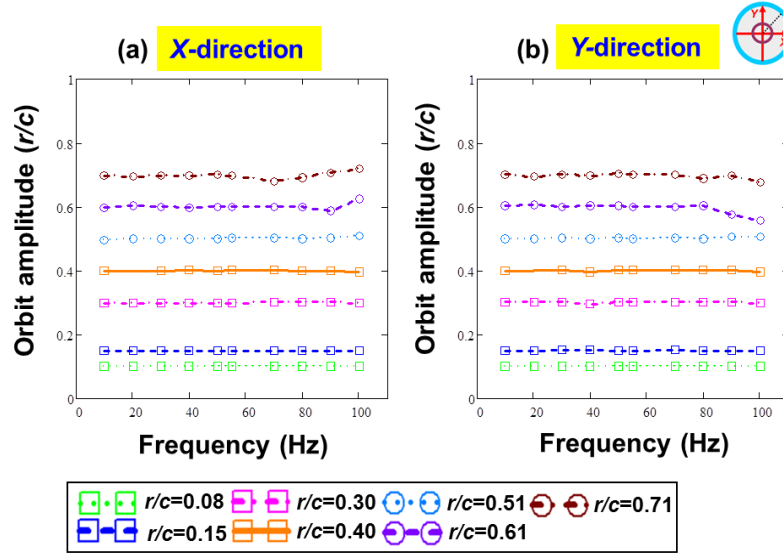 (a) X-direction
(b) Y-direction
Y
X
Orbit amplitude (r/c)
1
0.8
0.6
0.4
0.2
0
0 20 40 60 80 100
Frequency (Hz)
Orbit amplitude (r/c)
1
0.8
0.6
0.4
0.2
0
0 20 40 60 80 100
Frequency (Hz)
r/c=0.08 r/c=0.30 r/c=0.51 r/c=0.71
r/c=0.15 r/c=0.40 r/c=0.61